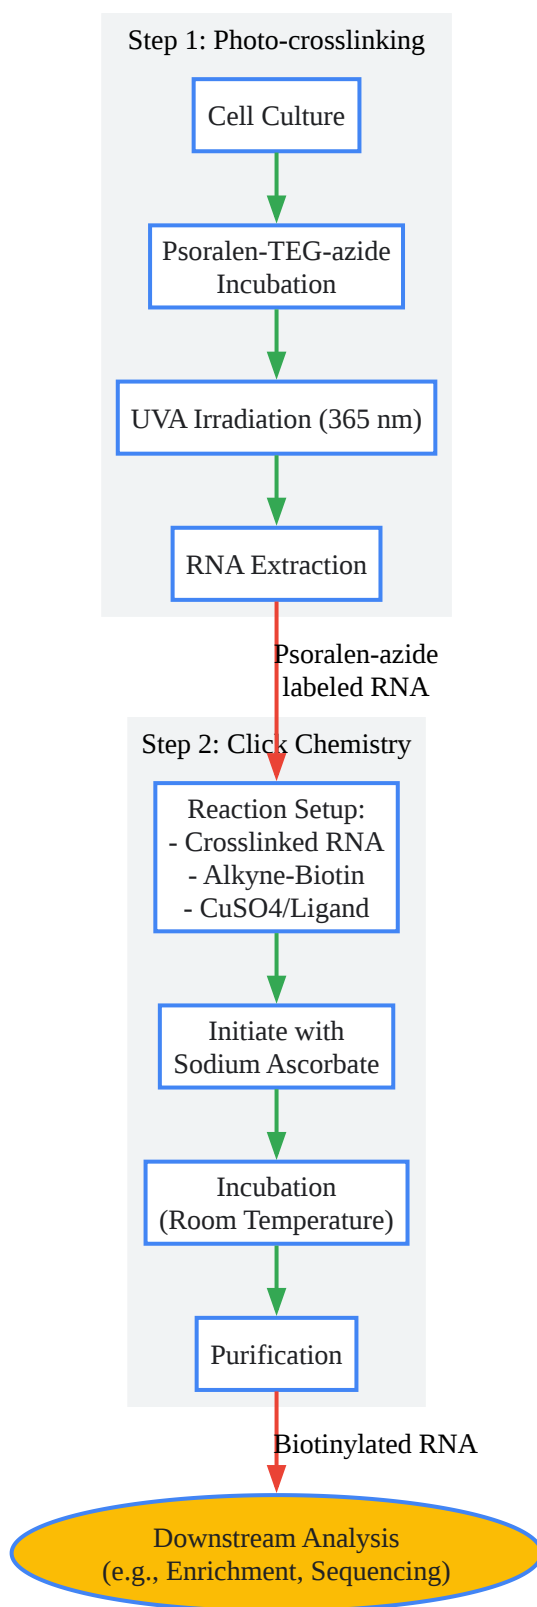 Step 1: Photo-crosslinking
Cell Culture
Psoralen-TEG-azide
Incubation
UVA Irradiation (365 nm)
RNA Extraction
Psoralen-azide
labeled RNA
Step 2: Click Chemistry
Reaction Setup:
- Crosslinked RNA
- Alkyne-Biotin
- CuSO4/Ligand
Initiate with
Sodium Ascorbate
Incubation
(Room Temperature)
Purification
Biotinylated RNA
Downstream Analysis
(e.g., Enrichment, Sequencing)